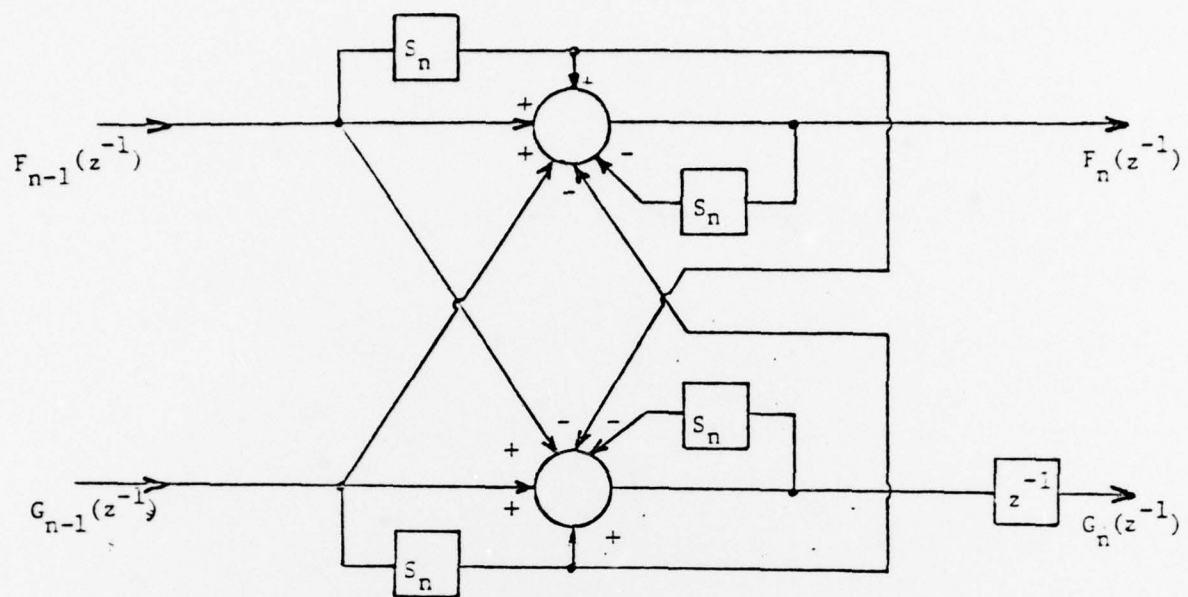 S_n
+
+
+
-
-
F_{n-1}(z^{-1})
F_n(z^{-1})
S_n
S_n
-
-
+
+
+
G_{n-1}(z^{-1})
z^{-1}
G_n(z^{-1})
S_n